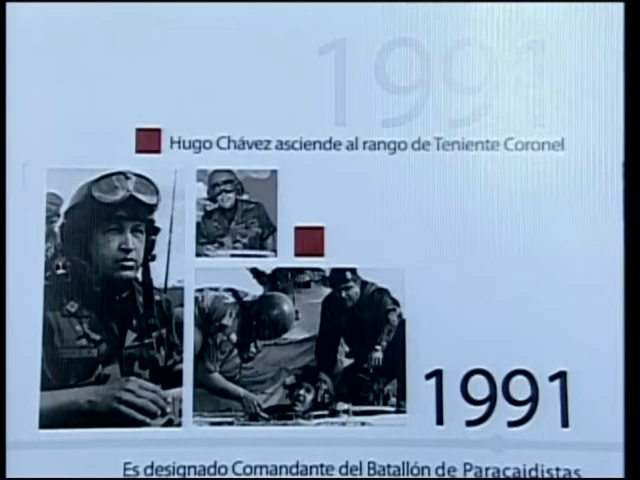 1991
Hugo Chávez asciende al rango de Teniente Coronel
1991
Es designado Comandante del Batallón de Paracaidistas